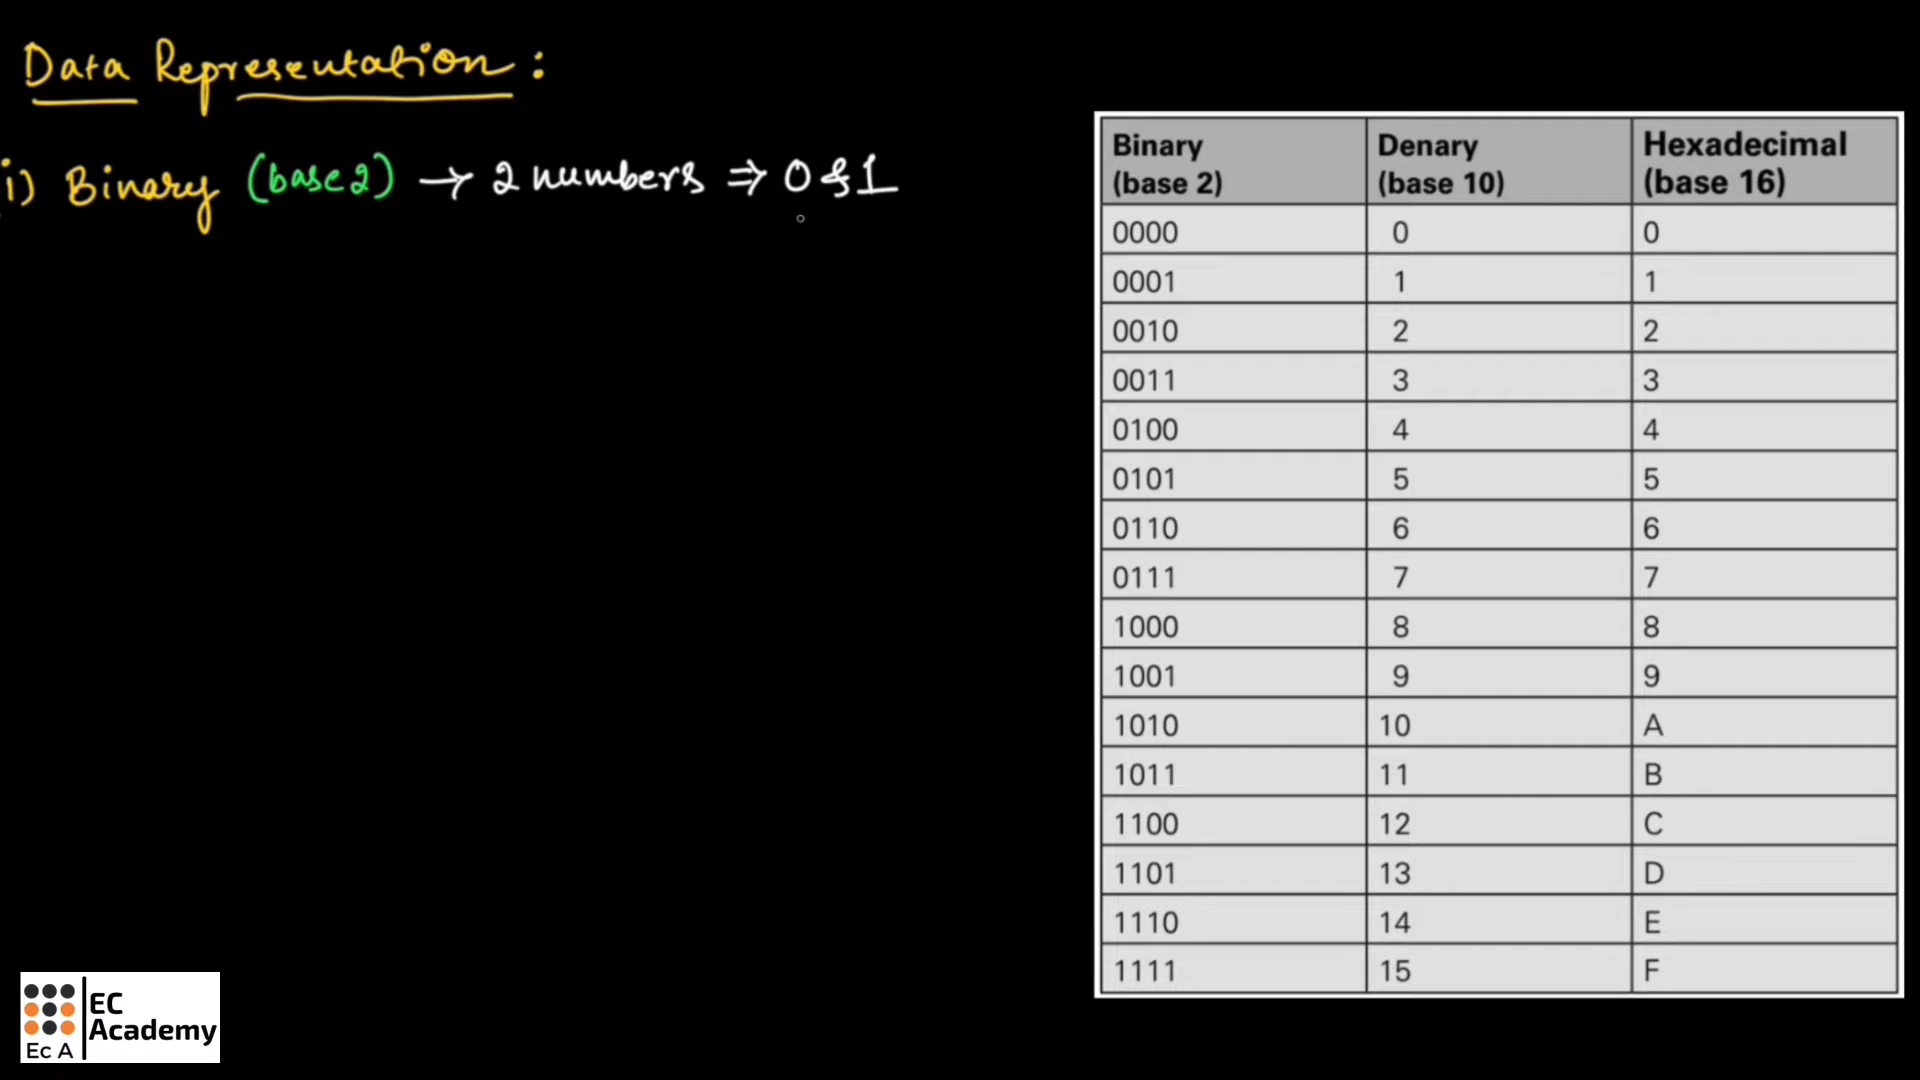 Data Representation :
i) Binary (base 2) → 2 numbers ⇒ 0 & 1
Binary (base 2) Denary (base 10) Hexadecimal (base 16)
0000 0 0
0001 1 1
0010 2 2
0011 3 3
0100 4 4
0101 5 5
0110 6 6
0111 7 7
1000 8 8
1001 9 9
1010 10 A
1011 11 B
1100 12 C
1101 13 D
1110 14 E
1111 15 F
EC
Academy
Ec A